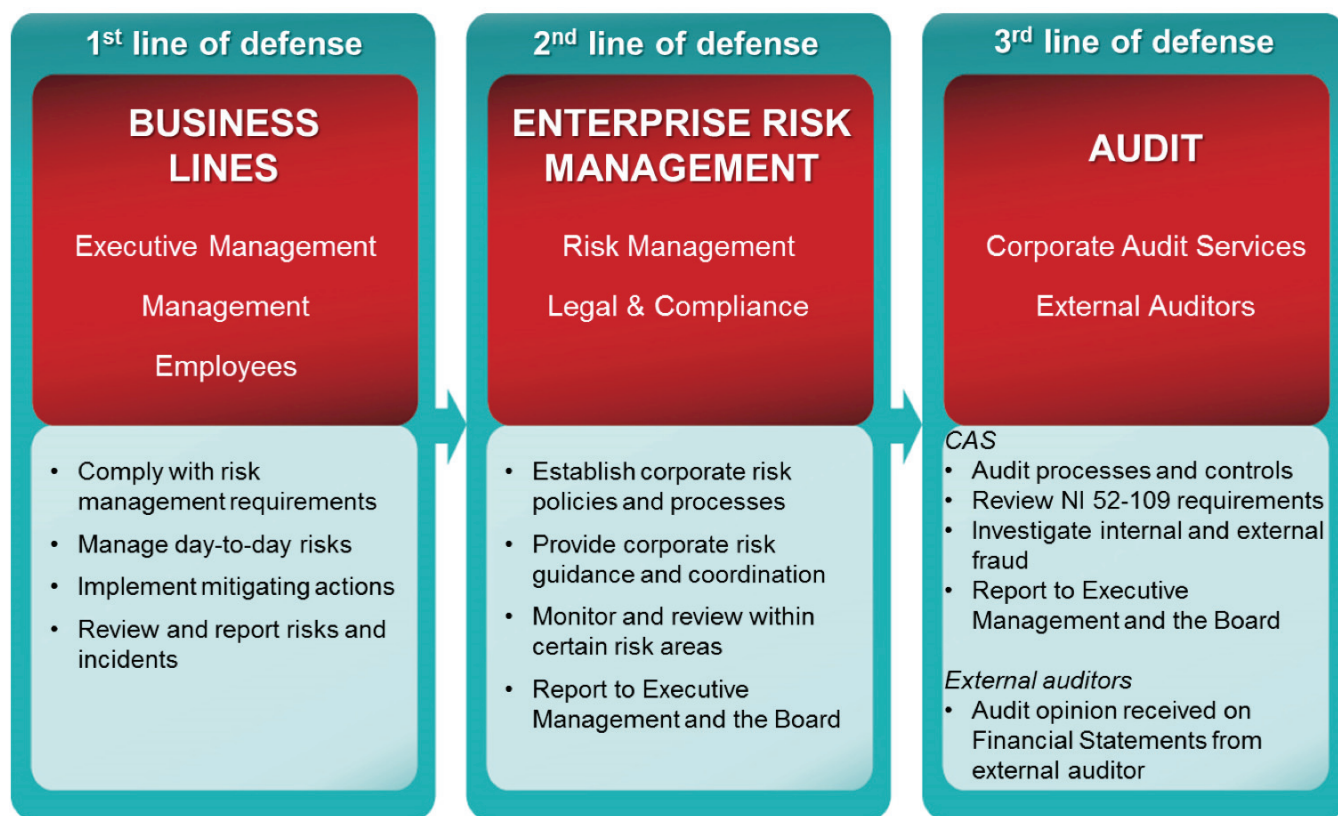 1st line of defense
BUSINESS
LINES
Executive Management
Management
Employees
• Comply with risk
management requirements
• Manage day-to-day risks
• Implement mitigating actions
• Review and report risks and
incidents
2nd line of defense
ENTERPRISE RISK
MANAGEMENT
Risk Management
Legal & Compliance
• Establish corporate risk
policies and processes
• Provide corporate risk
guidance and coordination
• Monitor and review within
certain risk areas
• Report to Executive
Management and the Board
3rd line of defense
AUDIT
Corporate Audit Services
External Auditors
CAS
• Audit processes and controls
• Review NI 52-109 requirements
• Investigate internal and external
fraud
• Report to Executive
Management and the Board
External auditors
• Audit opinion received on
Financial Statements from
external auditor